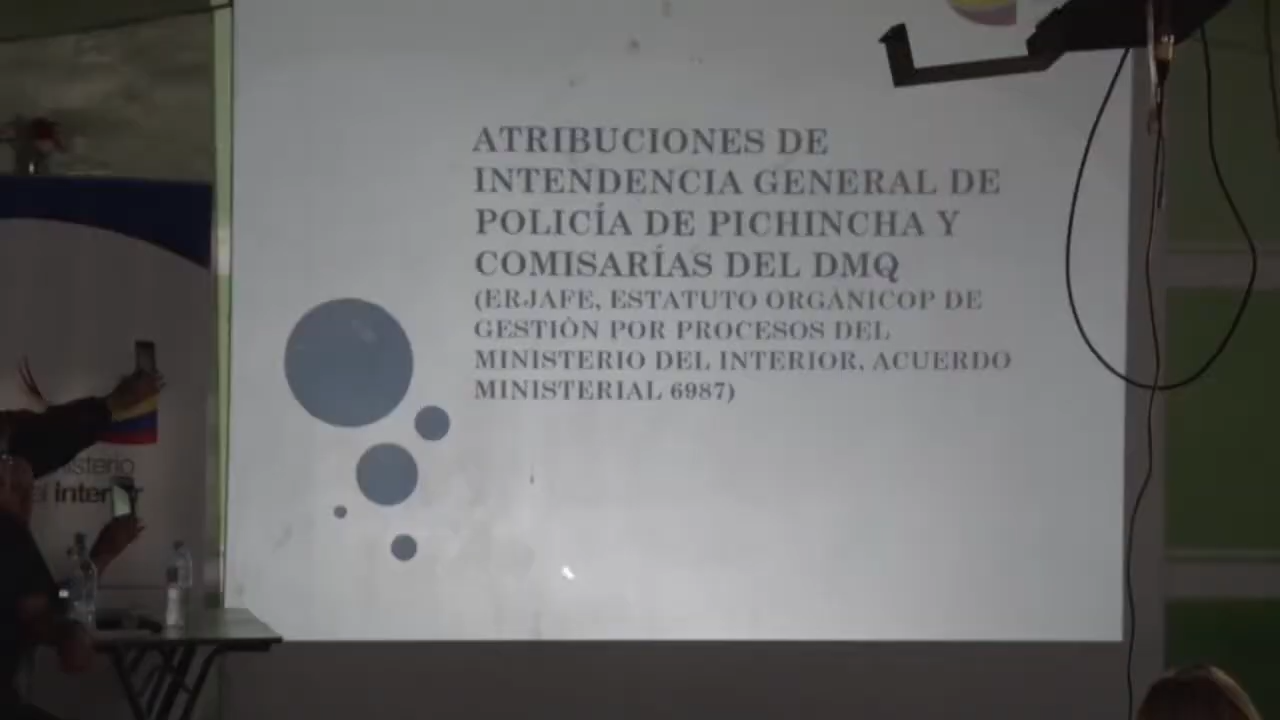 ATRIBUCIONES DE
INTENDENCIA GENERAL DE
POLICÍA DE PICHINCHA Y
COMISARÍAS DEL DMQ
(ERJAFE, ESTATUTO ORGÁNICOP DE
GESTIÓN POR PROCESOS DEL
MINISTERIO DEL INTERIOR, ACUERDO
MINISTERIAL 6987)